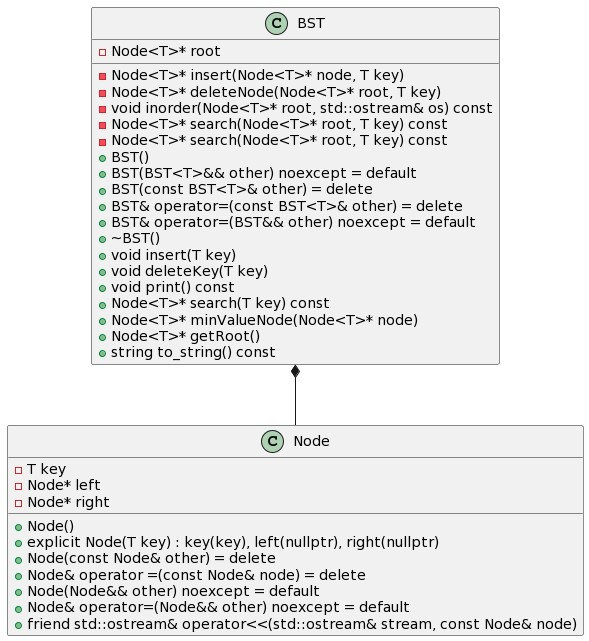 C BST
Node<T>* root
Node<T>* insert(Node<T>* node, T key)
Node<T>* deleteNode(Node<T>* root, T key)
void inorder(Node<T>* root, std::ostream& os) const
Node<T>* search(Node<T>* root, T key) const
Node<T>* search(Node<T>* root, T key) const
BST()
BST(BST<T>&& other) noexcept = default
BST(const BST<T>& other) = delete
BST& operator=(const BST<T>& other) = delete
BST& operator=(BST&& other) noexcept = default
~BST()
void insert(T key)
void deleteKey(T key)
void print() const
Node<T>* search(T key) const
Node<T>* minValueNode(Node<T>* node)
Node<T>* getRoot()
string to_string() const
C Node
T key
Node* left
Node* right
Node()
explicit Node(T key) : key(key), left(nullptr), right(nullptr)
Node(const Node& other) = delete
Node& operator =(const Node& node) = delete
Node(Node&& other) noexcept = default
Node& operator=(Node&& other) noexcept = default
friend std::ostream& operator<<(std::ostream& stream, const Node& node)